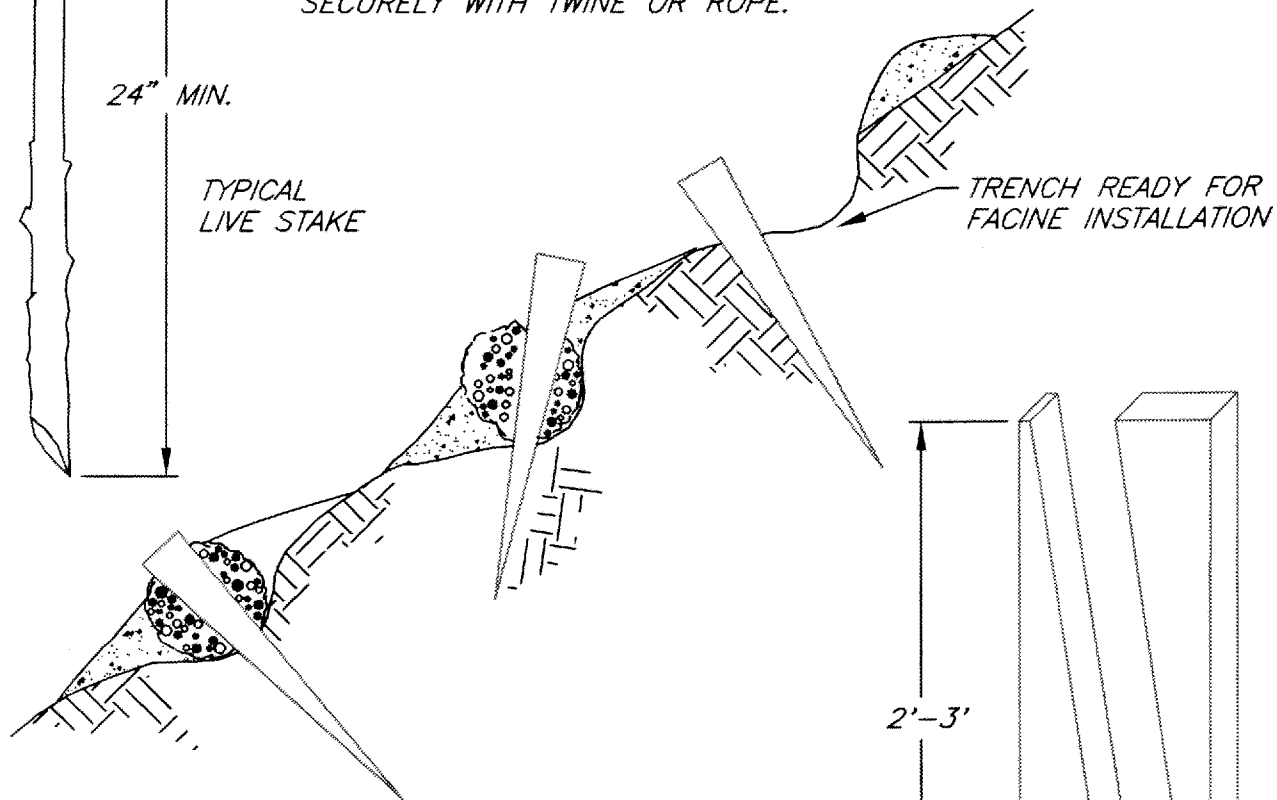 SECURELY WITH TWINE OR ROPE.
24" MIN.
TYPICAL
LIVE STAKE
TRENCH READY FOR
FACINE INSTALLATION
2'-3'